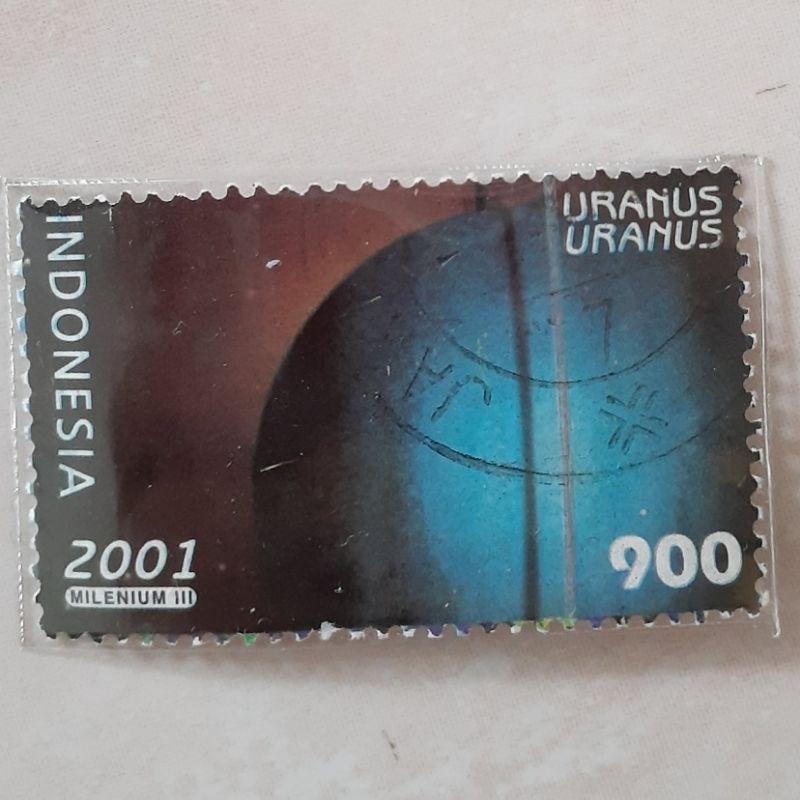 INDONESIA
URANUS
URANUS
2001
MILENIUM III
900